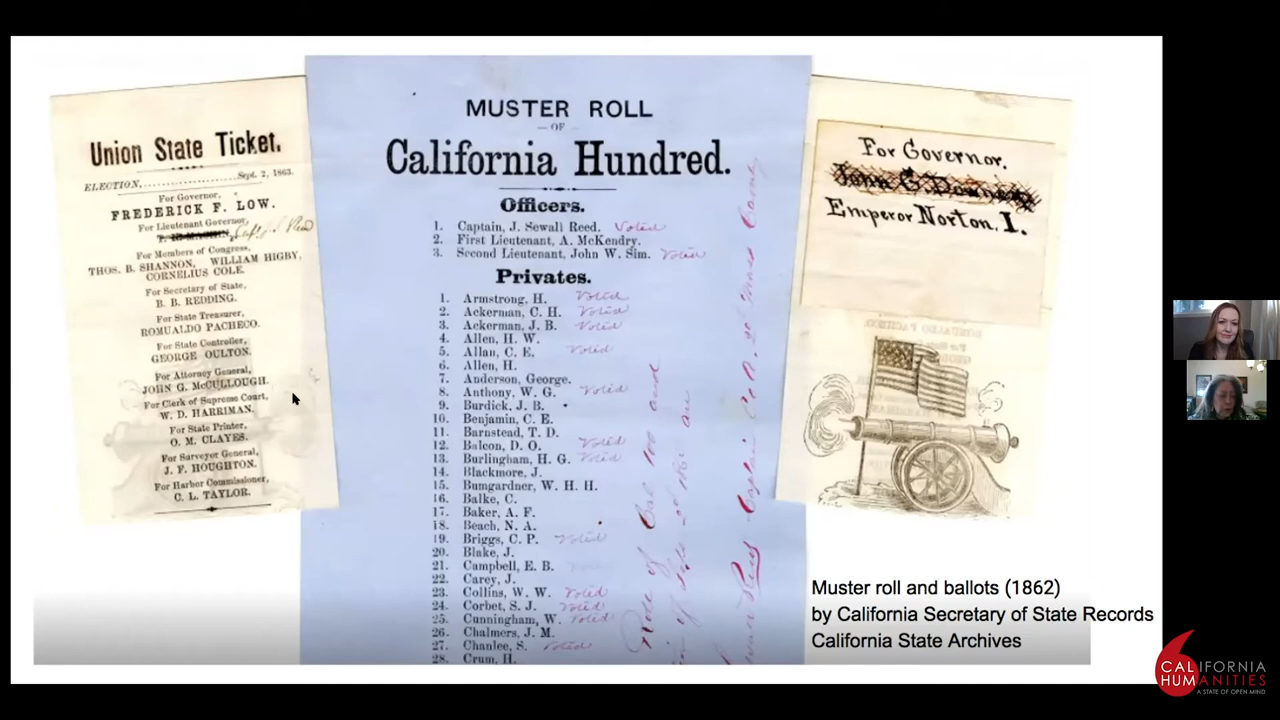 Union State Ticket.
ELECTION, Sept. 2, 1863.
For Governor,
FREDERICK F. LOW.
For Lieutenant Governor,
For Members of Congress,
THOS. B. SHANNON, WILLIAM HIGBY,
CORNELIUS COLE.
For Secretary of State,
B. B. REDDING.
For State Treasurer,
ROMUALDO PACHECO.
For State Controller,
GEORGE OULTON.
For Attorney General,
JOHN G. McCULLOUGH.
For Clerk of Supreme Court,
W. D. HARRIMAN.
For State Printer,
O. M. CLAYES.
For Surveyor General,
J. F. HOUGHTON.
For Harbor Commissioner,
C. L. TAYLOR.
MUSTER ROLL
— OF —
California Hundred.
Officers.
1. Captain, J. Sewall Reed. Voted
2. First Lieutenant, A. McKendry.
3. Second Lieutenant, John W. Sim. Voted
Privates.
1. Armstrong, H. Voted
2. Ackerman, C. H. Voted
3. Ackerman, J. B. Voted
4. Allen, H. W.
5. Allan, C. E. Voted
6. Allen, H.
7. Anderson, George.
8. Anthony, W. G. Voted
9. Burdick, J. B.
10. Benjamin, C. E.
11. Barnstead, T. D.
12. Balcon, D. O. Voted
13. Burlingham, H. G. Voted
14. Blackmore, J.
15. Bumgardner, W. H. H.
16. Balke, C.
17. Baker, A. F.
18. Beach, N. A.
19. Briggs, C. P. Voted
20. Blake, J.
21. Campbell, E. B.
22. Carey, J.
23. Collins, W. W. Voted
24. Corbet, S. J. Voted
25. Cunningham, W. Voted
26. Chalmers, J. M.
27. Chanlee, S. Voted
28. Crum, H.
For Governor,
John G. Downey
Emperor Norton, I.
Muster roll and ballots (1862)
by California Secretary of State Records
California State Archives
CALIFORNIA
HUMANITIES
A STATE OF OPEN MIND